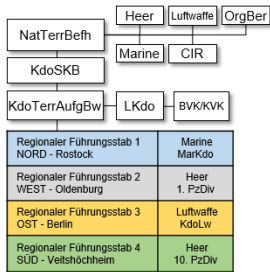 Heer
Luftwaffe
OrgBer
NatTerrBefh
Marine
CIR
KdoSKB
KdoTerrAufgBw
LKdo
BVK/KVK
Regionaler Führungsstab 1
NORD - Rostock
Marine
MarKdo
Regionaler Führungsstab 2
WEST - Oldenburg
Heer
1. PzDiv
Regionaler Führungsstab 3
OST - Berlin
Luftwaffe
KdoLw
Regionaler Führungsstab 4
SÜD - Veitshöchheim
Heer
10. PzDiv